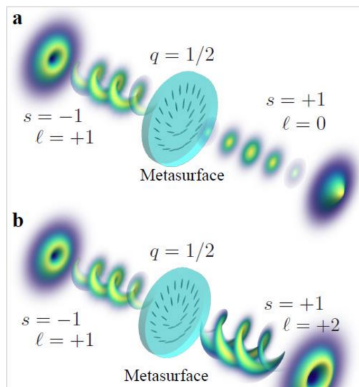 a
q = 1/2
s = −1
ℓ = +1
s = +1
ℓ = 0
Metasurface
b
q = 1/2
s = −1
ℓ = +1
s = +1
ℓ = +2
Metasurface